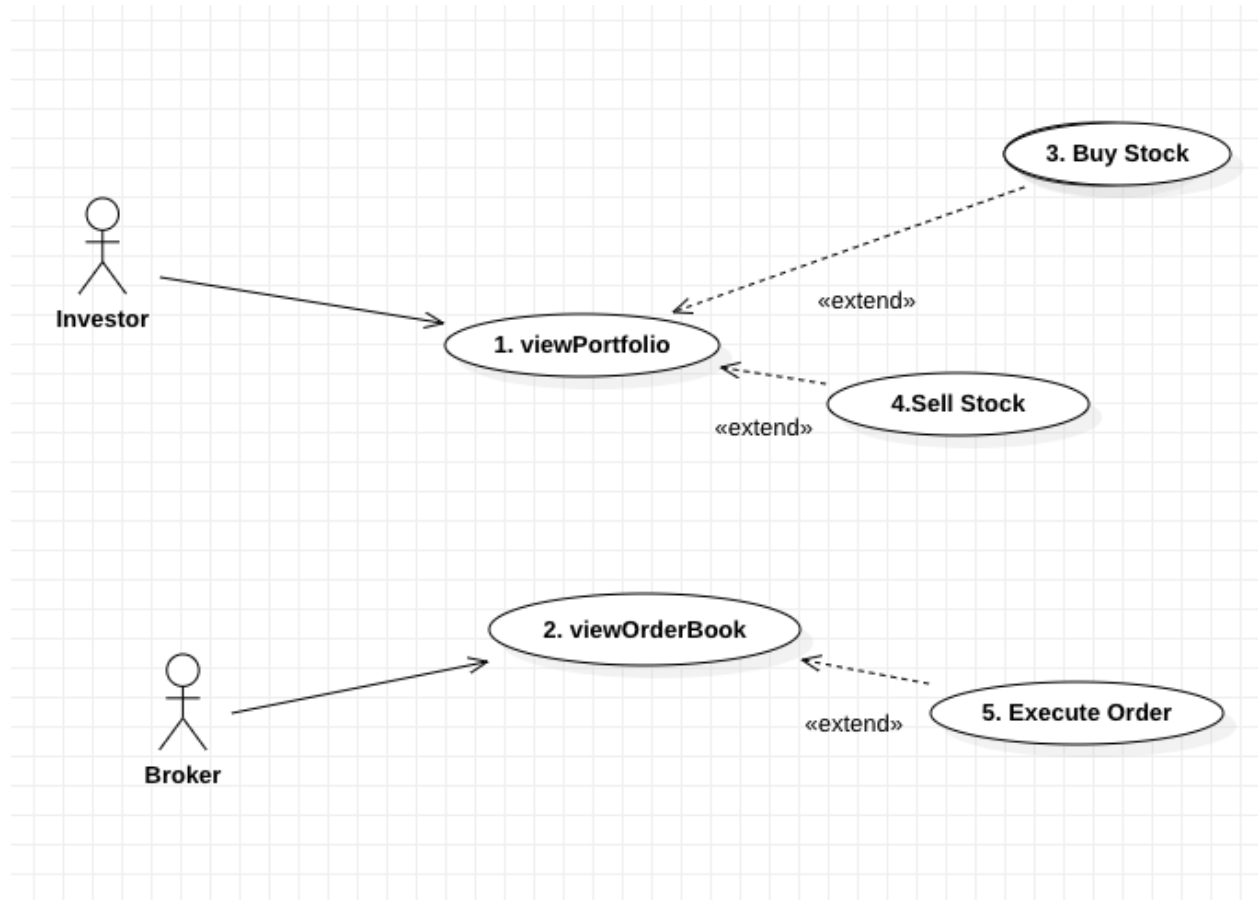 3. Buy Stock
«extend»
Investor
1. viewPortfolio
4.Sell Stock
«extend»
2. viewOrderBook
5. Execute Order
«extend»
Broker